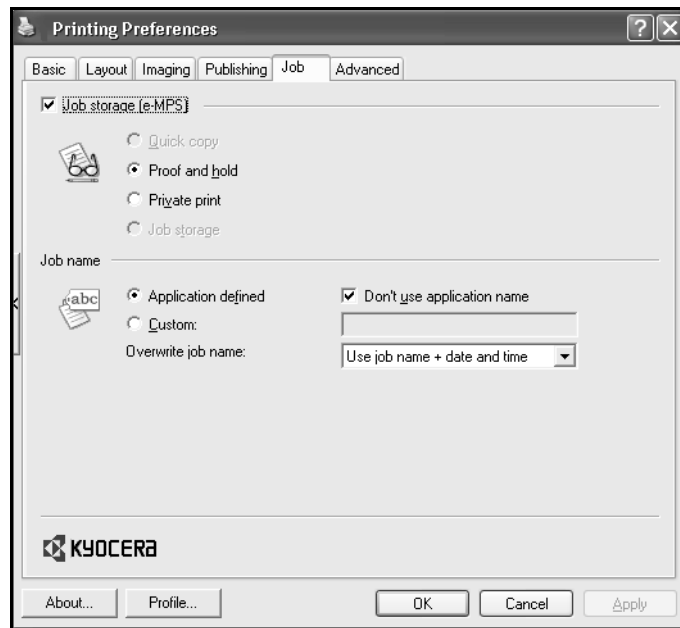 Printing Preferences
Basic Layout Imaging Publishing Job Advanced
Job storage (e-MPS)
Quick copy
Proof and hold
Private print
Job storage
Job name
abc
Application defined Don't use application name
Custom:
Overwrite job name: Use job name + date and time
KYOCERA
About... Profile... OK Cancel Apply